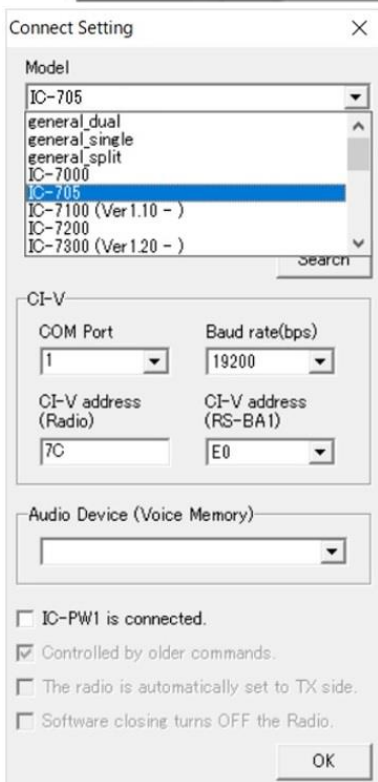 Connect Setting
Model
IC-705
general_dual
general_single
general_split
IC-7000
IC-705
IC-7100 (Ver1.10 - )
IC-7200
IC-7300 (Ver1.20 - )
Search
CI-V
COM Port Baud rate(bps)
1 19200
CI-V address CI-V address
(Radio) (RS-BA1)
7C E0
Audio Device (Voice Memory)
IC-PW1 is connected.
Controlled by older commands.
The radio is automatically set to TX side.
Software closing turns OFF the Radio.
OK